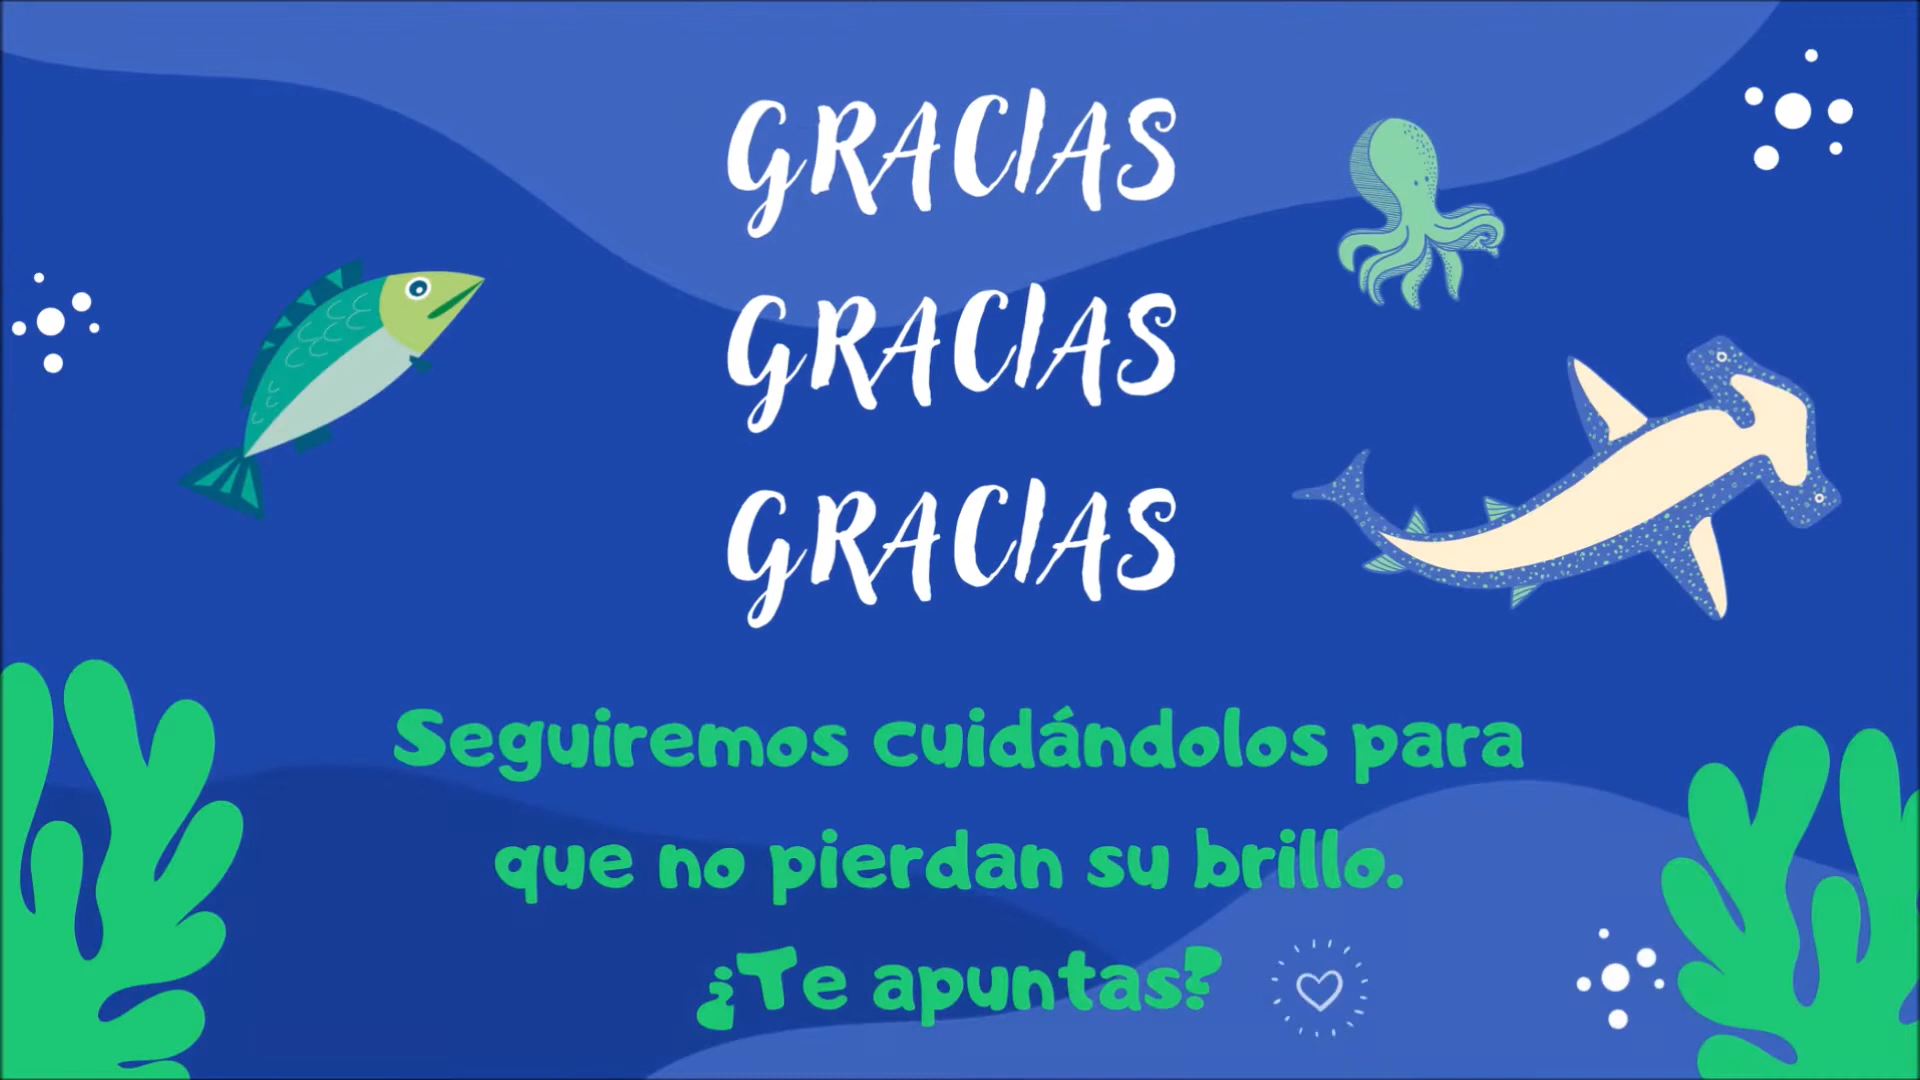 GRACIAS
GRACIAS
GRACIAS
Seguiremos cuidándolos para
que no pierdan su brillo.
¿Te apuntas?